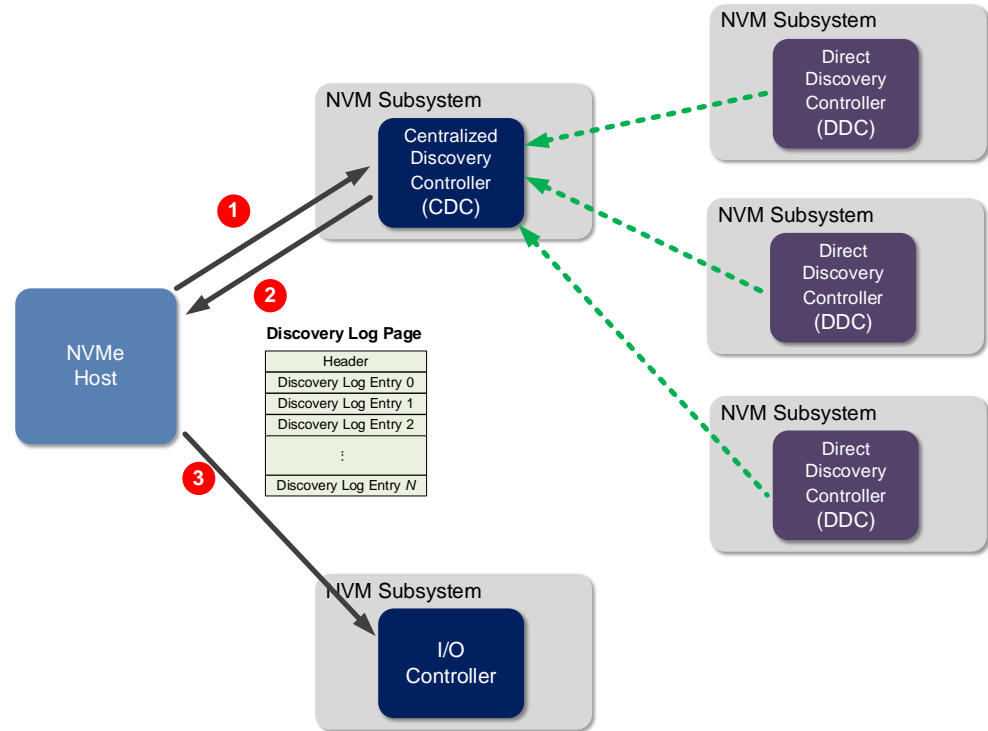 NVM Subsystem
Direct
Discovery
Controller
(DDC)
NVM Subsystem
Centralized
Discovery
Controller
(CDC)
1
2
NVM Subsystem
Direct
Discovery
Controller
(DDC)
NVMe
Host
Discovery Log Page
Header
Discovery Log Entry 0
Discovery Log Entry 1
Discovery Log Entry 2
⋮
Discovery Log Entry N
3
NVM Subsystem
Direct
Discovery
Controller
(DDC)
NVM Subsystem
I/O
Controller